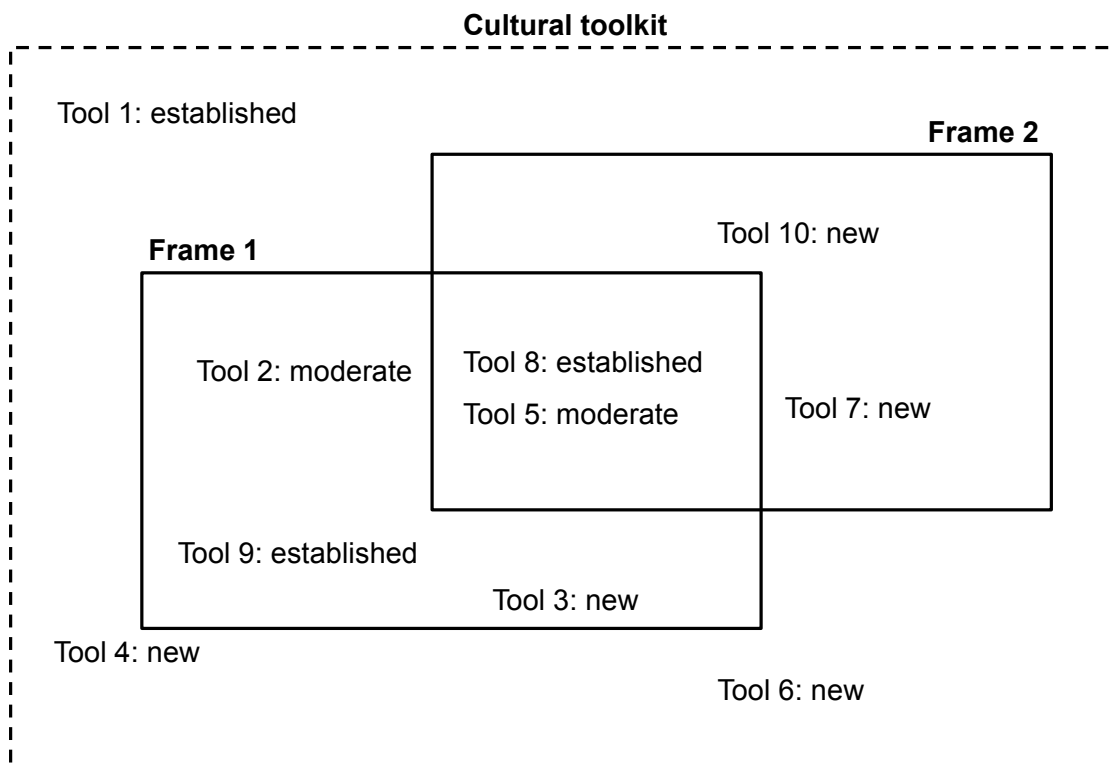 Cultural toolkit
Tool 1: established
Frame 2
Tool 10: new
Frame 1
Tool 2: moderate
Tool 8: established
Tool 5: moderate
Tool 7: new
Tool 9: established
Tool 3: new
Tool 4: new
Tool 6: new